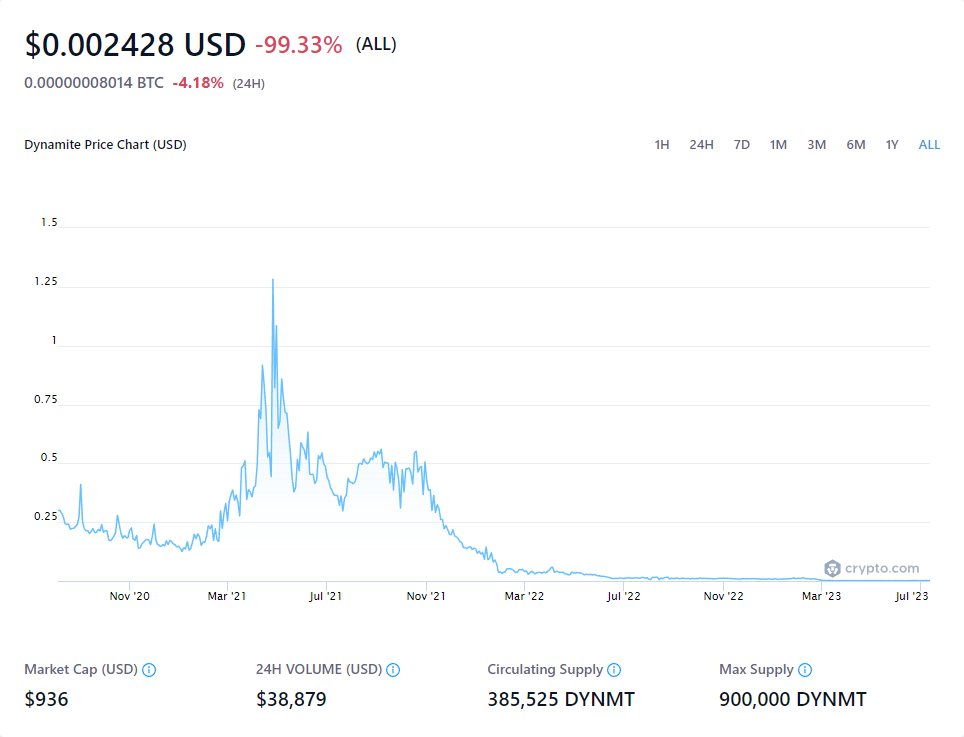 $0.002428 USD -99.33% (ALL)
0.00000008014 BTC -4.18% (24H)
Dynamite Price Chart (USD) 1H 24H 7D 1M 3M 6M 1Y ALL
1.5
1.25
1
0.75
0.5
0.25
crypto.com
Nov '20 Mar '21 Jul '21 Nov '21 Mar '22 Jul '22 Nov '22 Mar '23 Jul '23
Market Cap (USD) 24H VOLUME (USD) Circulating Supply Max Supply
$936 $38,879 385,525 DYNMT 900,000 DYNMT